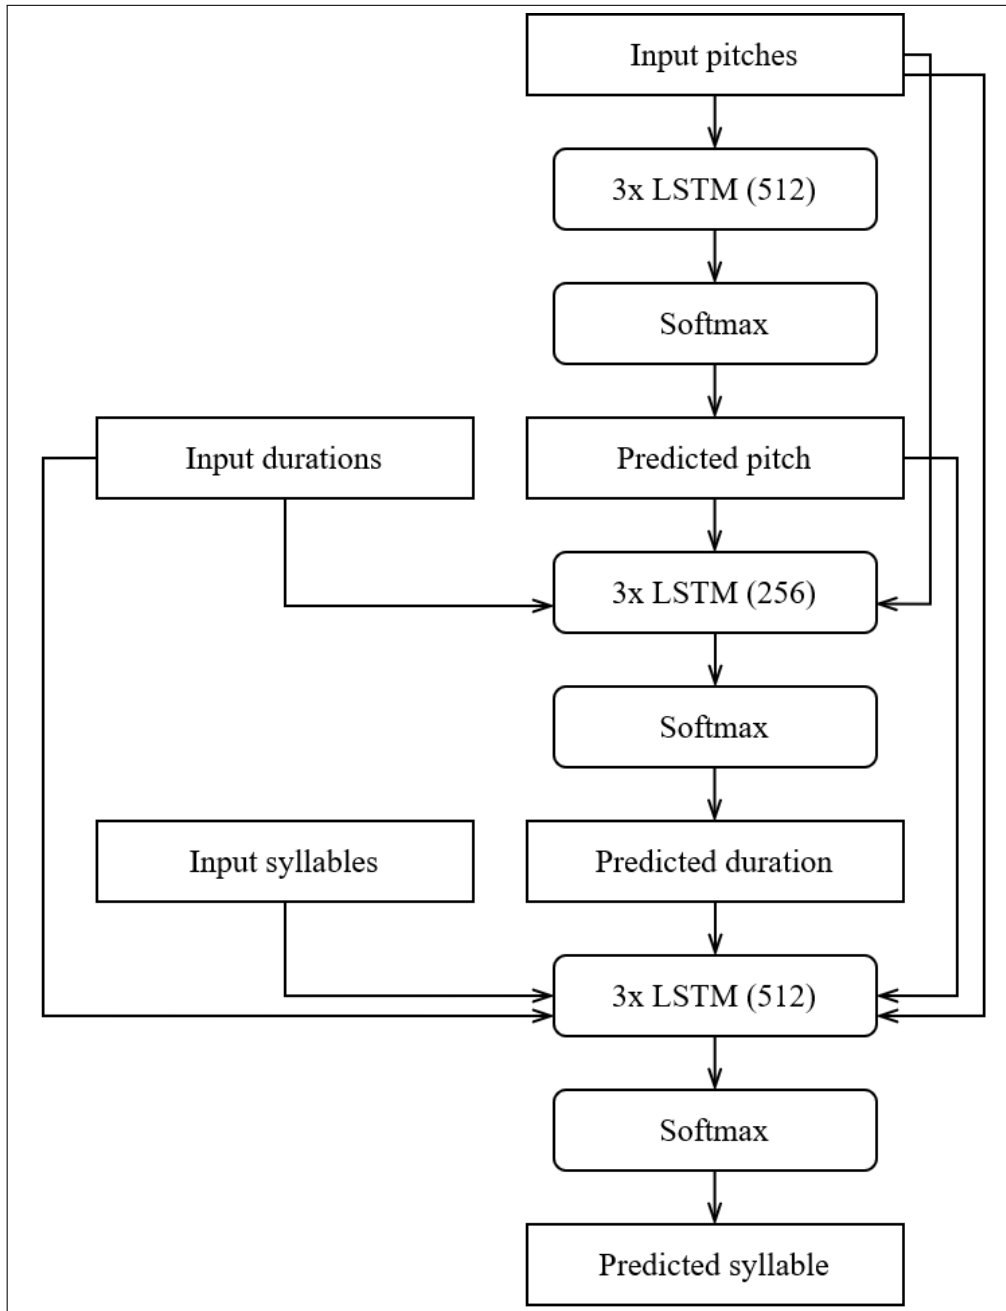 Input pitches
3x LSTM (512)
Softmax
Input durations
Predicted pitch
3x LSTM (256)
Softmax
Input syllables
Predicted duration
3x LSTM (512)
Softmax
Predicted syllable